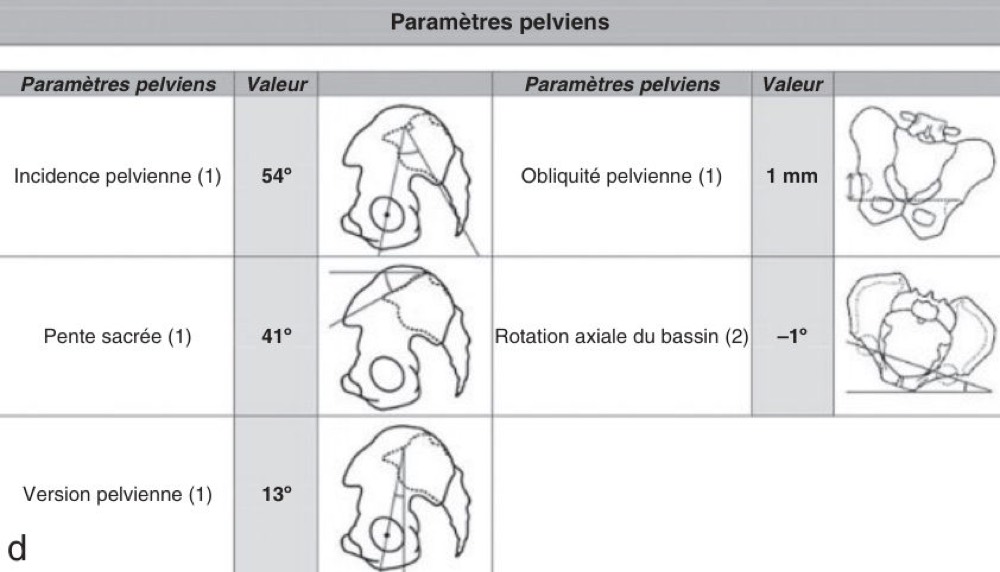 Paramètres pelviens
Paramètres pelviens Valeur Paramètres pelviens Valeur
Incidence pelvienne (1) 54° Obliquité pelvienne (1) 1 mm
Pente sacrée (1) 41° Rotation axiale du bassin (2) –1°
Version pelvienne (1) 13°
d